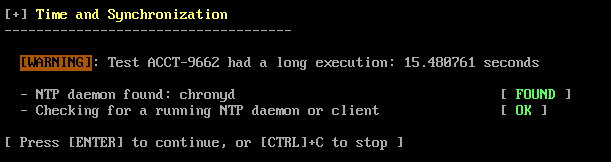 [+] Time and Synchronization
------------------------------------
[WARNING]: Test ACCT-9662 had a long execution: 15.480761 seconds
- NTP daemon found: chronyd [ FOUND ]
- Checking for a running NTP daemon or client [ OK ]
[ Press [ENTER] to continue, or [CTRL]+C to stop ]